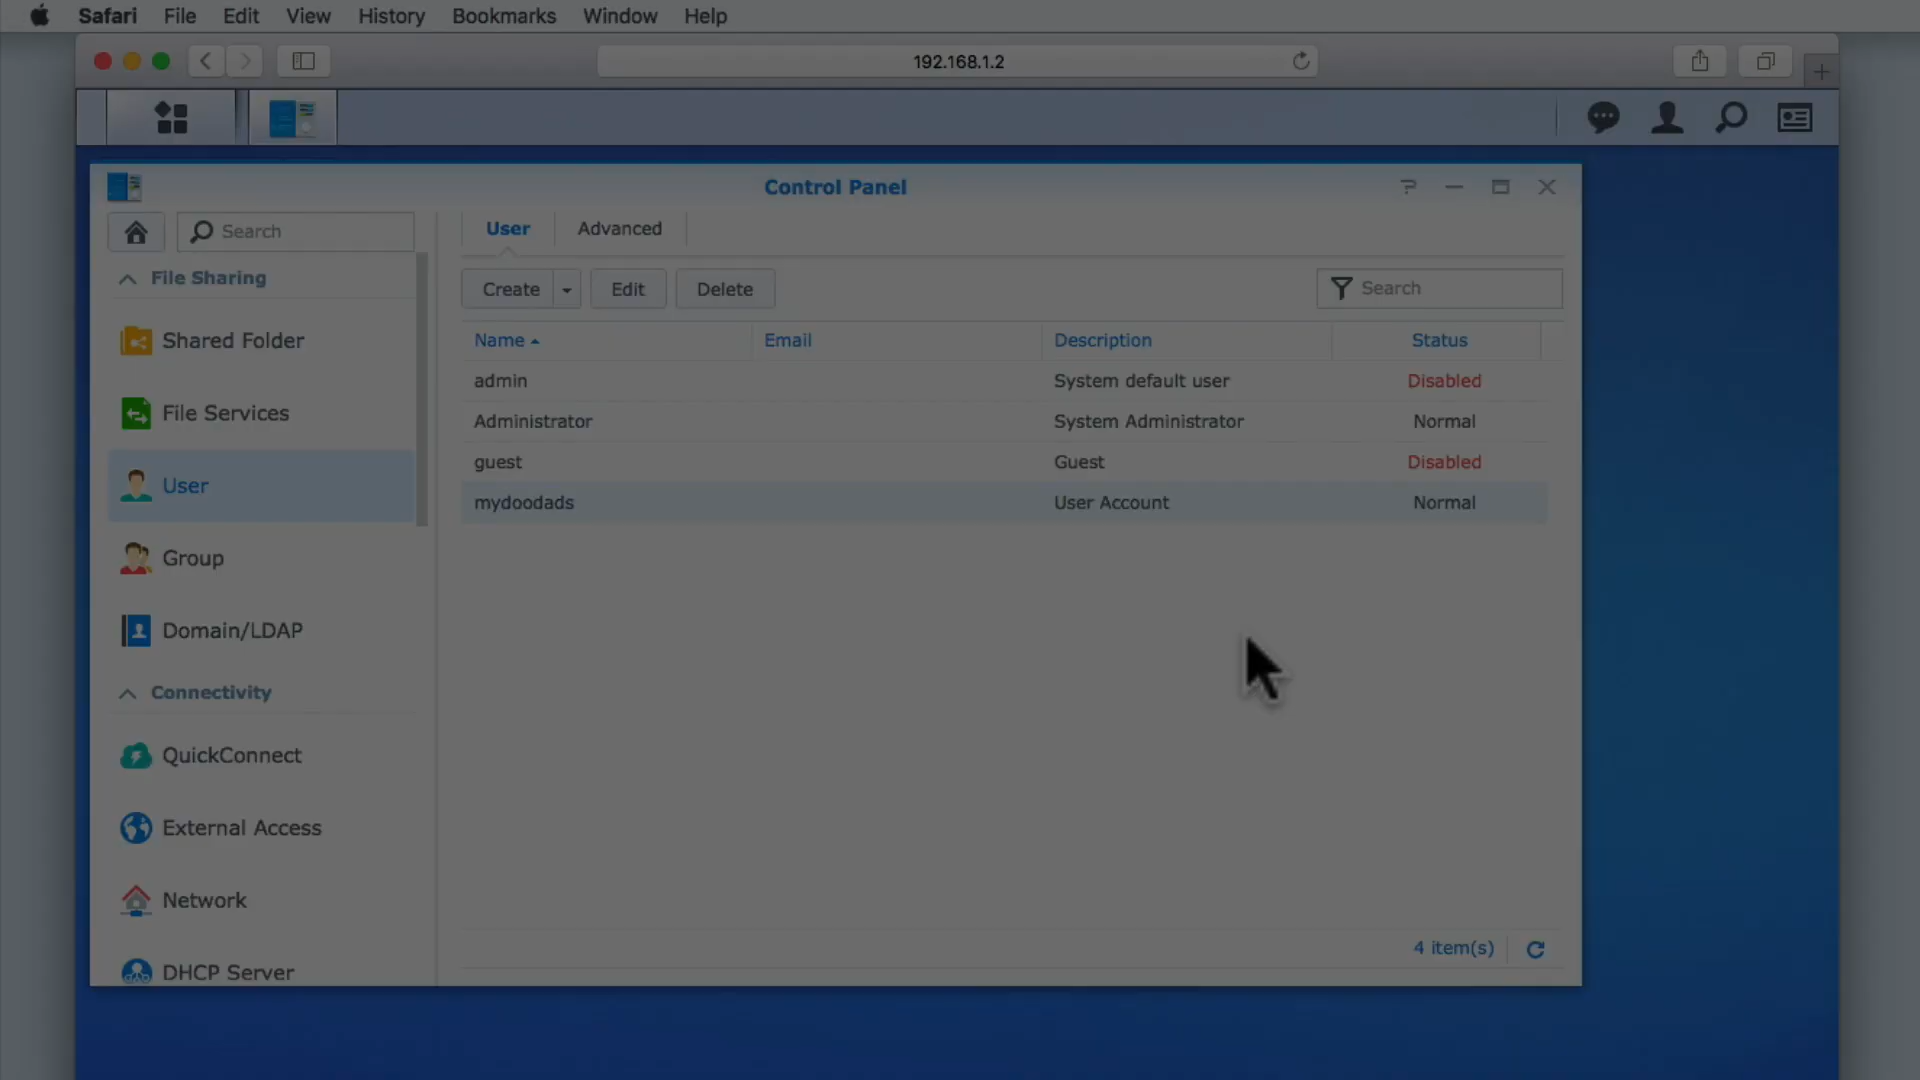 Safari File Edit View History Bookmarks Window Help
192.168.1.2
Control Panel
Search
User Advanced
File Sharing
Create Edit Delete
Search
Name Email Description Status
Shared Folder
admin System default user Disabled
File Services
Administrator System Administrator Normal
guest Guest Disabled
User
mydoodads User Account Normal
Group
Domain/LDAP
Connectivity
QuickConnect
External Access
Network
4 item(s)
DHCP Server